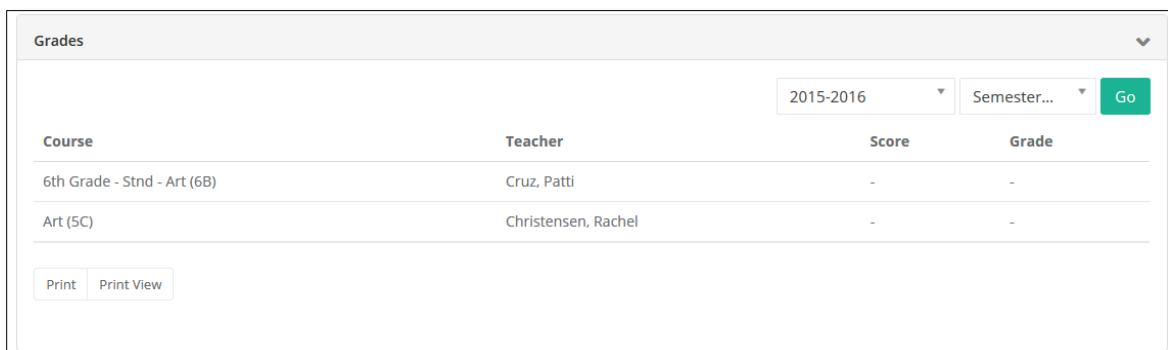 Grades
2015-2016 Semester... Go
Course Teacher Score Grade
6th Grade - Stnd - Art (6B) Cruz, Patti - -
Art (5C) Christensen, Rachel - -
Print Print View